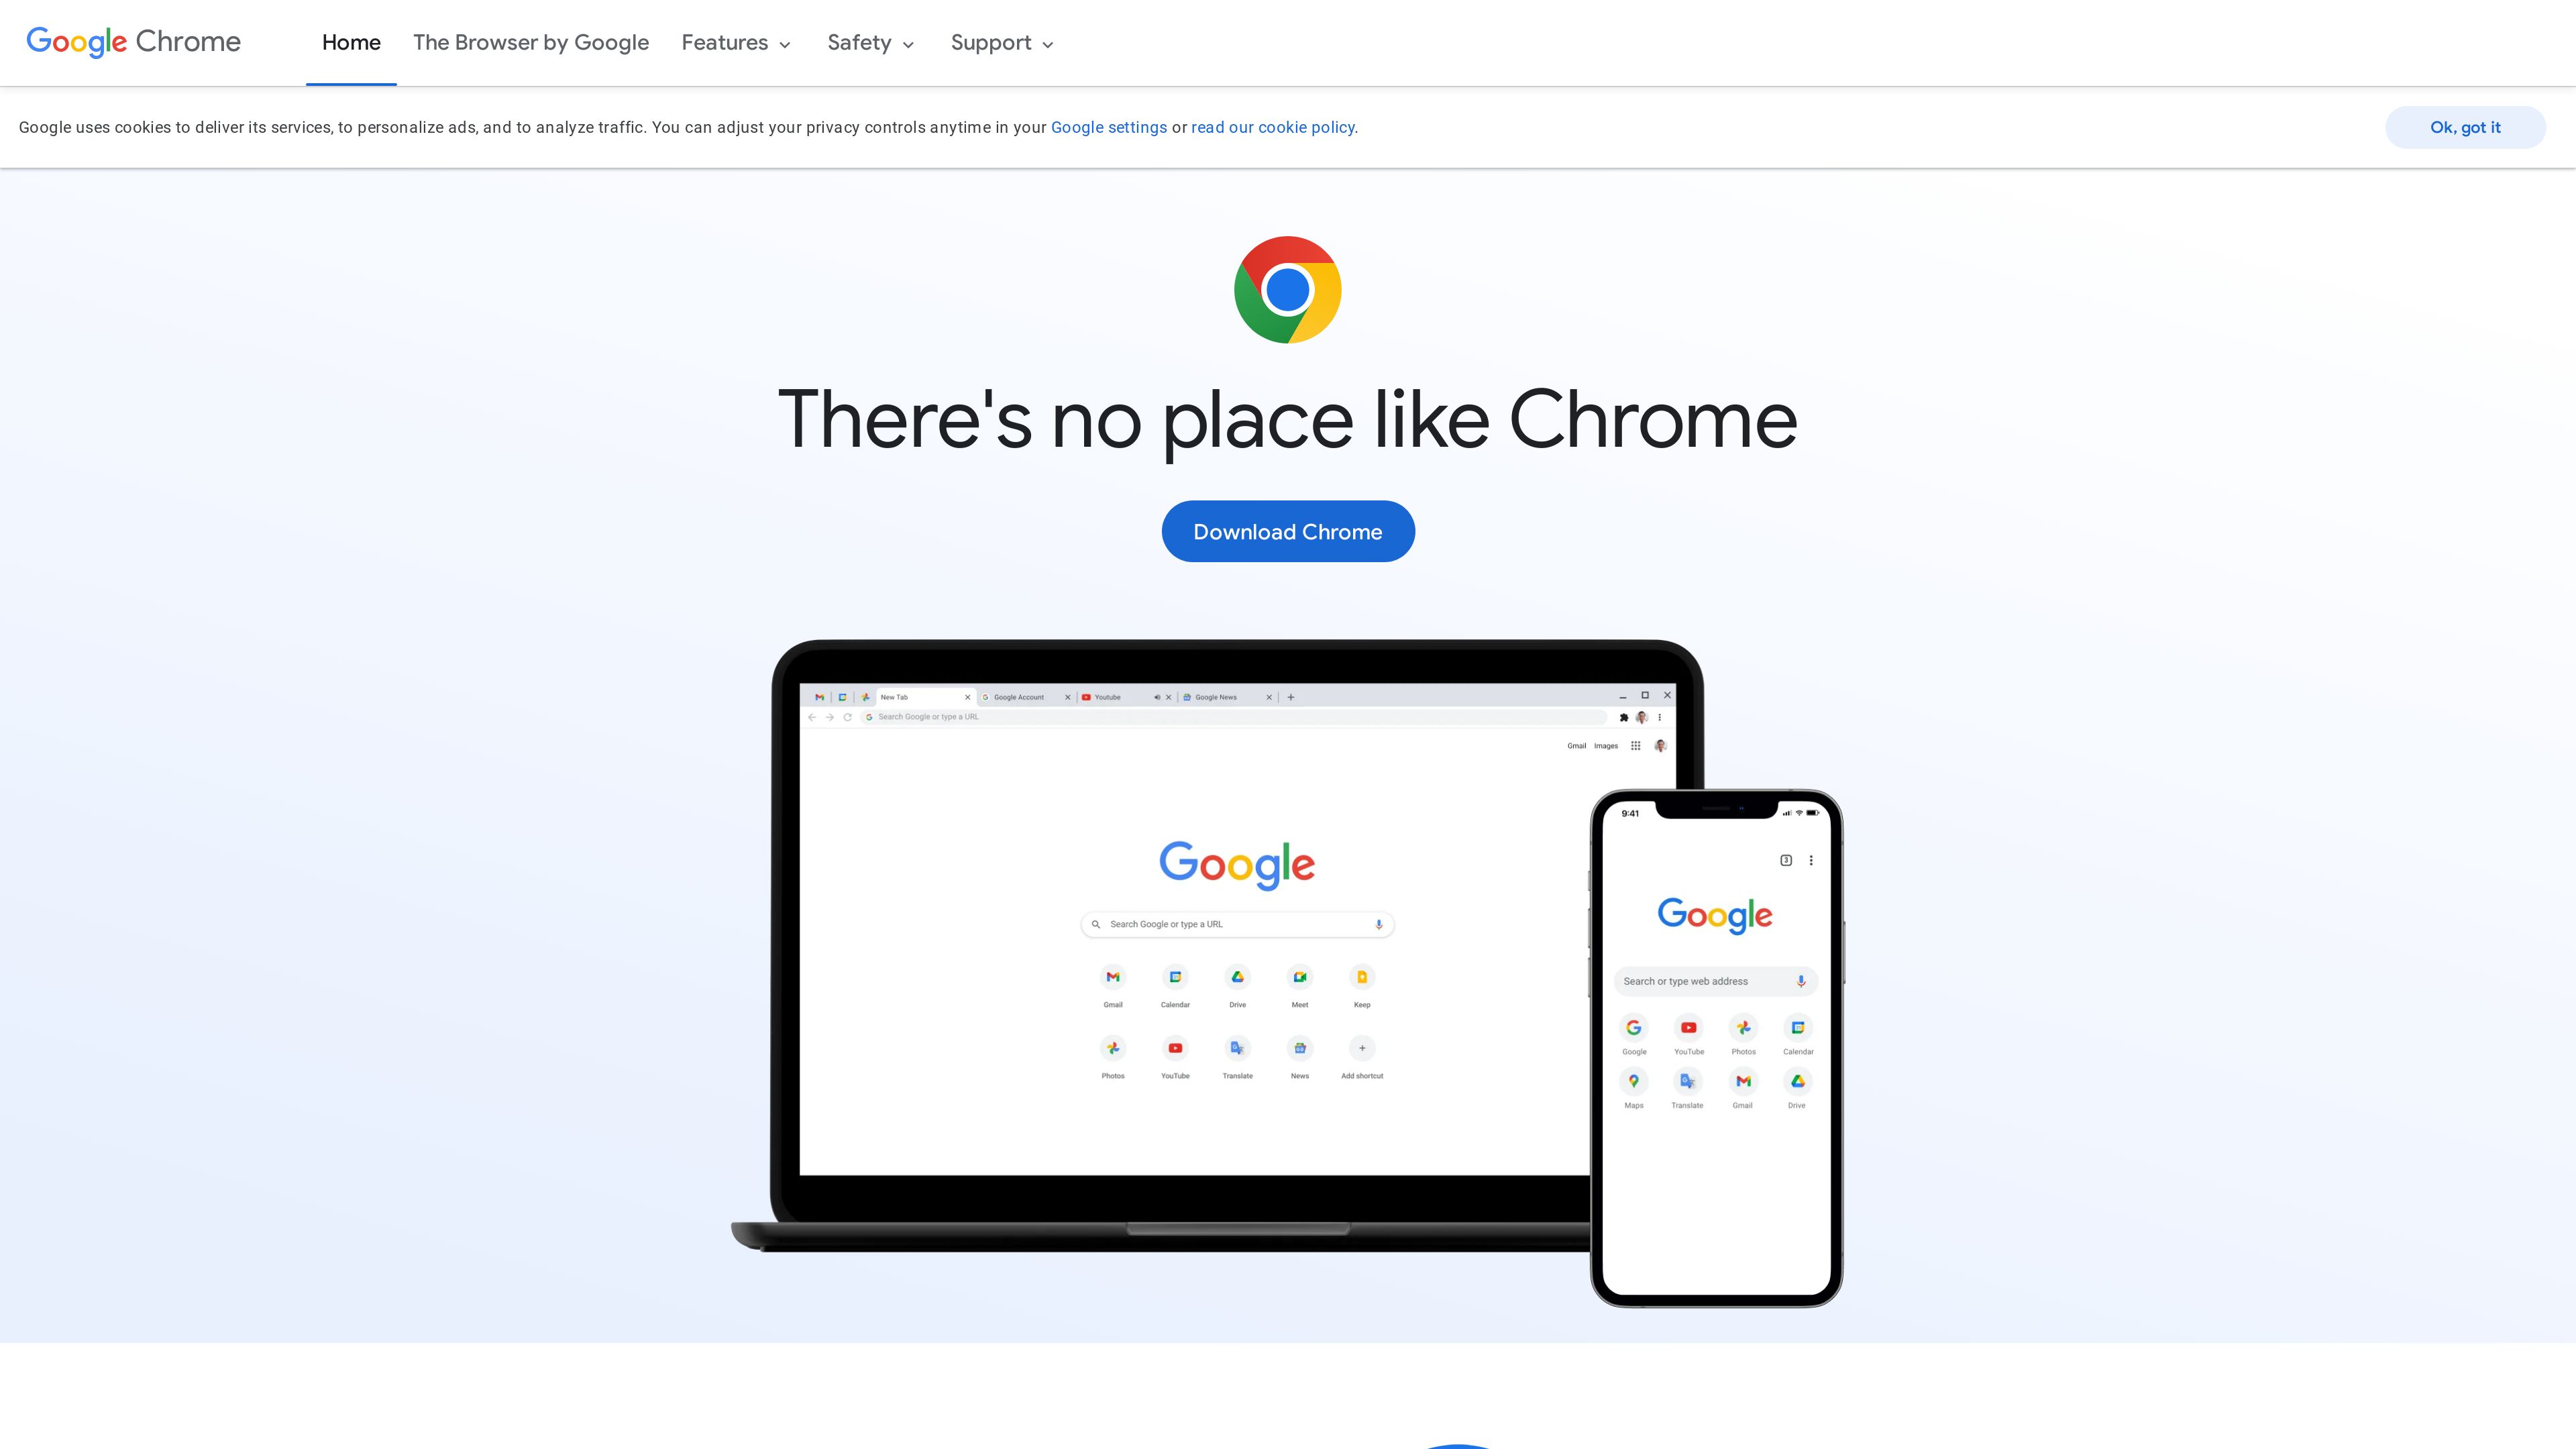 Google Chrome
Home
The Browser by Google
Features
Safety
Support
Google uses cookies to deliver its services, to personalize ads, and to analyze traffic. You can adjust your privacy controls anytime in your Google settings or read our cookie policy.
Ok, got it
There's no place like Chrome
Download Chrome
New Tab
Google Account
Youtube
Google News
Search Google or type a URL
Gmail Images
Google
Search Google or type a URL
Gmail Calendar Drive Meet Keep
Photos YouTube Translate News Add shortcut
9:41
3
Google
Search or type web address
Google YouTube Photos Calendar
Maps Translate Gmail Drive